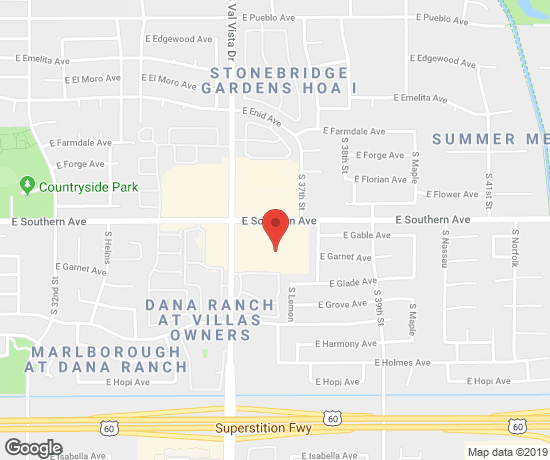 E Pueblo Ave
E Pueblo Ave
Val Vista Dr
E Edgewood Ave
E Edgewood Ave
E Emelita Ave
E El Moro Ave
E El Moro Ave
STONEBRIDGE
GARDENS HOA I
E Emelita Ave
E Enid Ave
E Farmdale Ave
E Farmdale Ave
SUMMER ME
S 38th St
E Forge Ave
E Forge Ave
S Maple
E Florian Ave
S 37th St
S 41st St
Countryside Park
E Flower Ave
E Southern Ave
E Southern Ave
E Southern Ave
S Helms
E Gable Ave
S Nassau
S Norfolk
E Garnet Ave
E Garnet Ave
S 32nd St
E Glade Ave
S Lemon
S 39th St
E Grove Ave
S Maple
DANA RANCH
AT VILLAS
OWNERS
E Harmony Ave
MARLBOROUGH
AT DANA RANCH
E Holmes Ave
E Hopi Ave
E Hopi Ave
E Hopi Ave
60
60
60
Superstition Fwy
Google
E Isabella Ave
E Isabella Ave
Map data ©2019